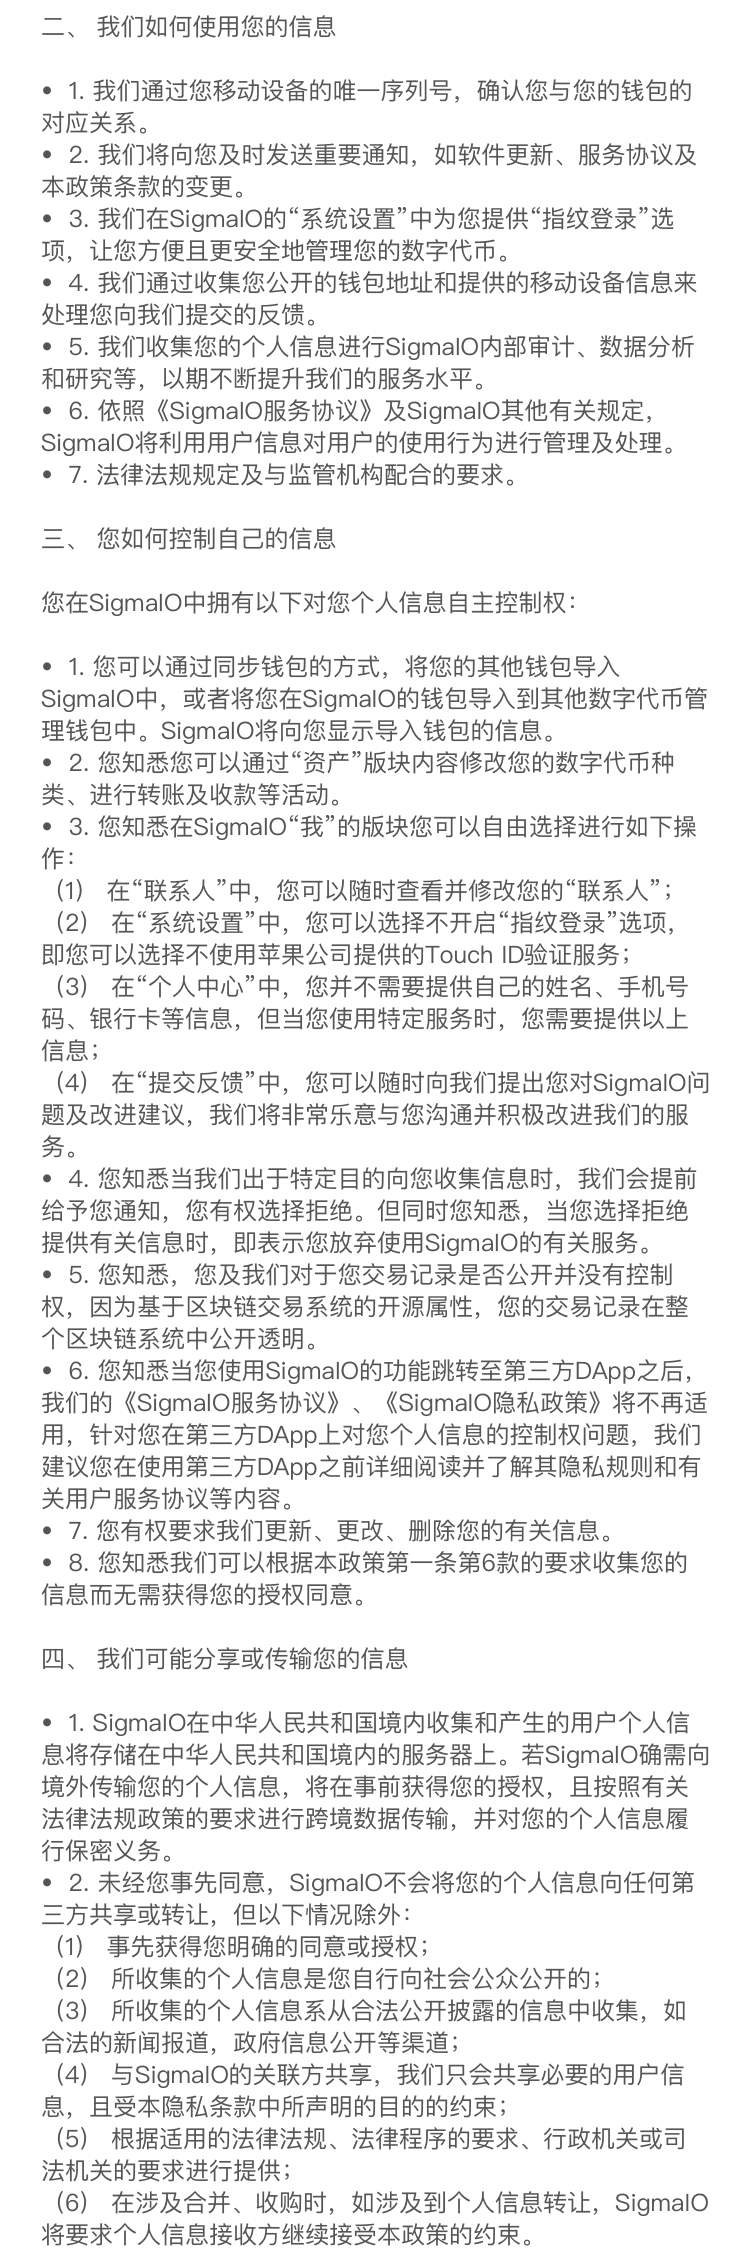 二、 我们如何使用您的信息
• 1. 我们通过您移动设备的唯一序列号，确认您与您的钱包的
对应关系。
• 2. 我们将向您及时发送重要通知，如软件更新、服务协议及
本政策条款的变更。
• 3. 我们在SigmaIO的“系统设置”中为您提供“指纹登录”选
项，让您方便且更安全地管理您的数字代币。
• 4. 我们通过收集您公开的钱包地址和提供的移动设备信息来
处理您向我们提交的反馈。
• 5. 我们收集您的个人信息进行SigmaIO内部审计、数据分析
和研究等，以期不断提升我们的服务水平。
• 6. 依照《SigmaIO服务协议》及SigmaIO其他有关规定，
SigmaIO将利用用户信息对用户的使用行为进行管理及处理。
• 7. 法律法规规定及与监管机构配合的要求。
三、 您如何控制自己的信息
您在SigmaIO中拥有以下对您个人信息自主控制权：
• 1. 您可以通过同步钱包的方式，将您的其他钱包导入
SigmaIO中，或者将您在SigmaIO的钱包导入到其他数字代币管
理钱包中。SigmaIO将向您显示导入钱包的信息。
• 2. 您知悉您可以通过“资产”版块内容修改您的数字代币种
类、进行转账及收款等活动。
• 3. 您知悉在SigmaIO“我”的版块您可以自由选择进行如下操
作：
（1） 在“联系人”中，您可以随时查看并修改您的“联系人”；
（2） 在“系统设置”中，您可以选择不开启“指纹登录”选项，
即您可以选择不使用苹果公司提供的Touch ID验证服务；
（3） 在“个人中心”中，您并不需要提供自己的姓名、手机号
码、银行卡等信息，但当您使用特定服务时，您需要提供以上
信息；
（4） 在“提交反馈”中，您可以随时向我们提出您对SigmaIO问
题及改进建议，我们将非常乐意与您沟通并积极改进我们的服
务。
• 4. 您知悉当我们出于特定目的向您收集信息时，我们会提前
给予您通知，您有权选择拒绝。但同时您知悉，当您选择拒绝
提供有关信息时，即表示您放弃使用SigmaIO的有关服务。
• 5. 您知悉，您及我们对于您交易记录是否公开并没有控制
权，因为基于区块链交易系统的开源属性，您的交易记录在整
个区块链系统中公开透明。
• 6. 您知悉当您使用SigmaIO的功能跳转至第三方DApp之后，
我们的《SigmaIO服务协议》、《SigmaIO隐私政策》将不再适
用，针对您在第三方DApp上对您个人信息的控制权问题，我们
建议您在使用第三方DApp之前详细阅读并了解其隐私规则和有
关用户服务协议等内容。
• 7. 您有权要求我们更新、更改、删除您的有关信息。
• 8. 您知悉我们可以根据本政策第一条第6款的要求收集您的
信息而无需获得您的授权同意。
四、 我们可能分享或传输您的信息
• 1. SigmaIO在中华人民共和国境内收集和产生的用户个人信
息将存储在中华人民共和国境内的服务器上。若SigmaIO确需向
境外传输您的个人信息，将在事前获得您的授权，且按照有关
法律法规政策的要求进行跨境数据传输，并对您的个人信息履
行保密义务。
• 2. 未经您事先同意，SigmaIO不会将您的个人信息向任何第
三方共享或转让，但以下情况除外：
（1） 事先获得您明确的同意或授权；
（2） 所收集的个人信息是您自行向社会公众公开的；
（3） 所收集的个人信息系从合法公开披露的信息中收集，如
合法的新闻报道，政府信息公开等渠道；
（4） 与SigmaIO的关联方共享，我们只会共享必要的用户信
息，且受本隐私条款中所声明的目的的约束；
（5） 根据适用的法律法规、法律程序的要求、行政机关或司
法机关的要求进行提供；
（6） 在涉及合并、收购时，如涉及到个人信息转让，SigmaIO
将要求个人信息接收方继续接受本政策的约束。